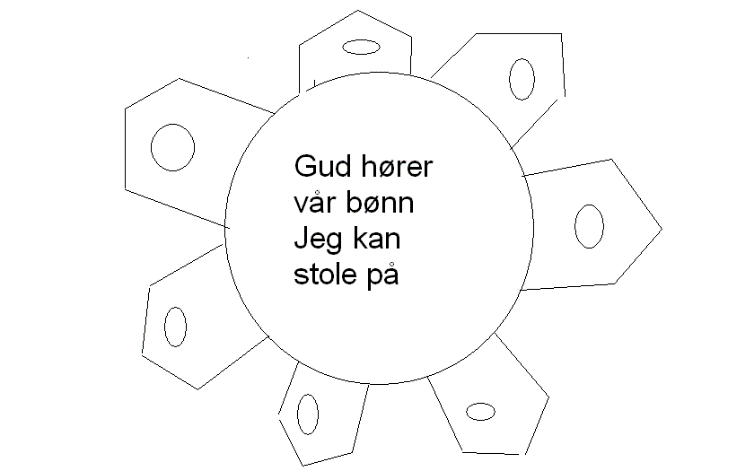 Gud hører
vår bønn
Jeg kan
stole på